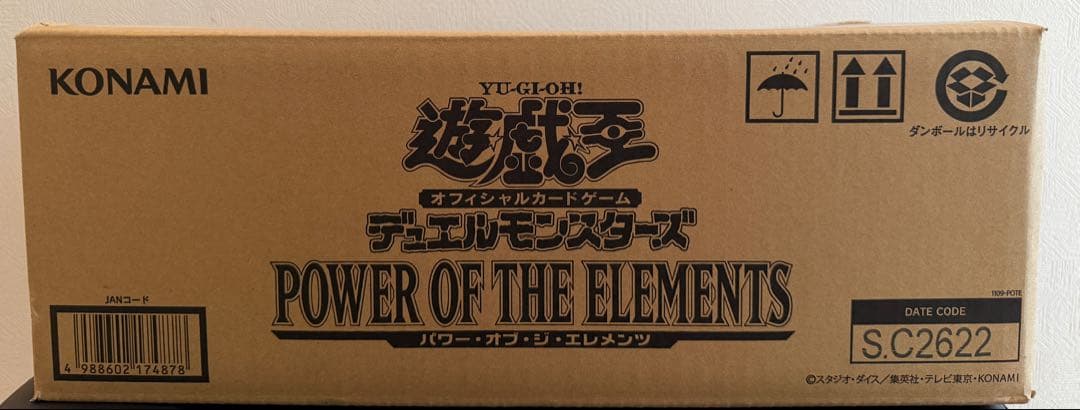 KONAMI
YU-GI-OH!
遊☆戯☆王
オフィシャルカードゲーム
デュエルモンスターズ
POWER OF THE ELEMENTS
パワー・オブ・ジ・エレメンツ
ダンボールはリサイクル
JANコード
4 988602 174878
1109-POTE
DATE CODE
S.C2622
©スタジオ・ダイス/集英社・テレビ東京・KONAMI